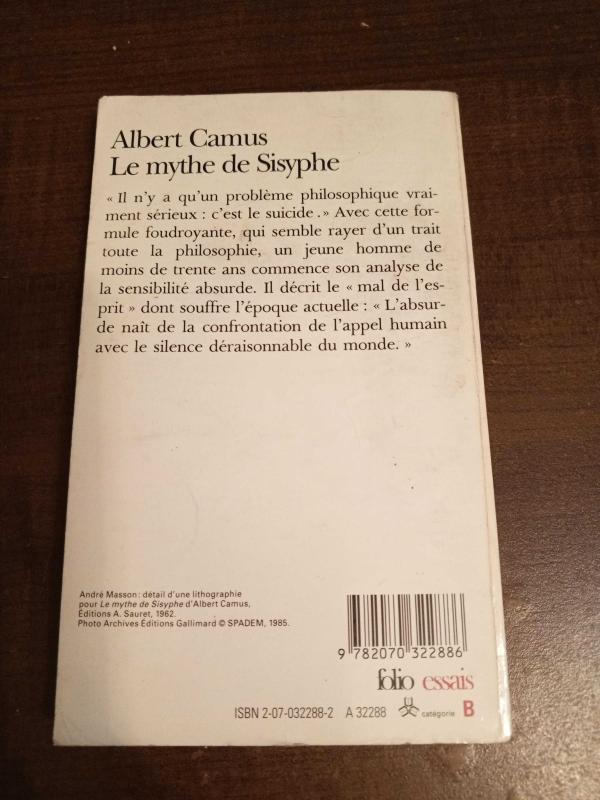 Albert Camus
Le mythe de Sisyphe
« Il n'y a qu'un problème philosophique vrai-
ment sérieux : c'est le suicide. » Avec cette for-
mule foudroyante, qui semble rayer d'un trait
toute la philosophie, un jeune homme de
moins de trente ans commence son analyse de
la sensibilité absurde. Il décrit le « mal de l'es-
prit » dont souffre l'époque actuelle : « L'absur-
de naît de la confrontation de l'appel humain
avec le silence déraisonnable du monde. »
André Masson : détail d'une lithographie
pour Le mythe de Sisyphe d'Albert Camus,
Éditions A. Sauret, 1962.
Photo Archives Éditions Gallimard © SPADEM, 1985.
9 782070 322886
folio essais
ISBN 2-07-032288-2 A 32288 catégorie B